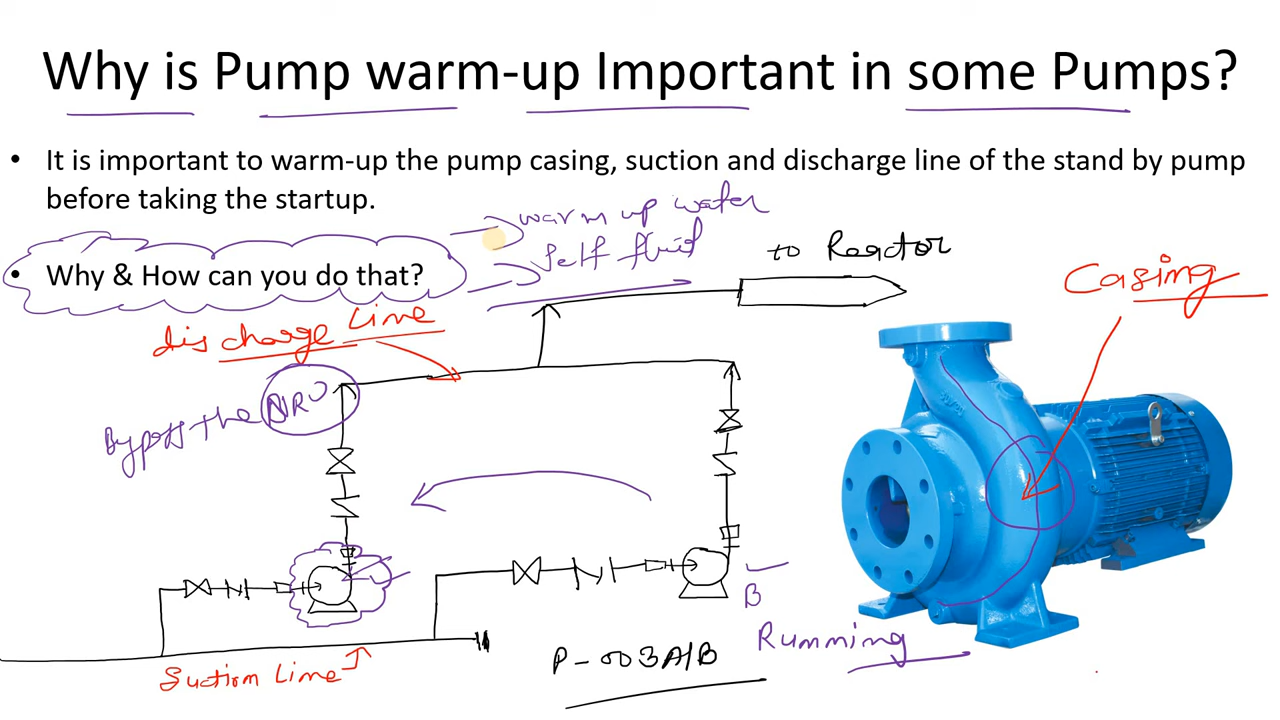 Why is Pump warm-up Important in some Pumps?
• It is important to warm-up the pump casing, suction and discharge line of the stand by pump
before taking the startup.
warm up water
Self fluid
• Why & How can you do that?
to Reactor
Casing
discharge Line
Bypass the NRV
B
Running
P-003A/B
Suction Line